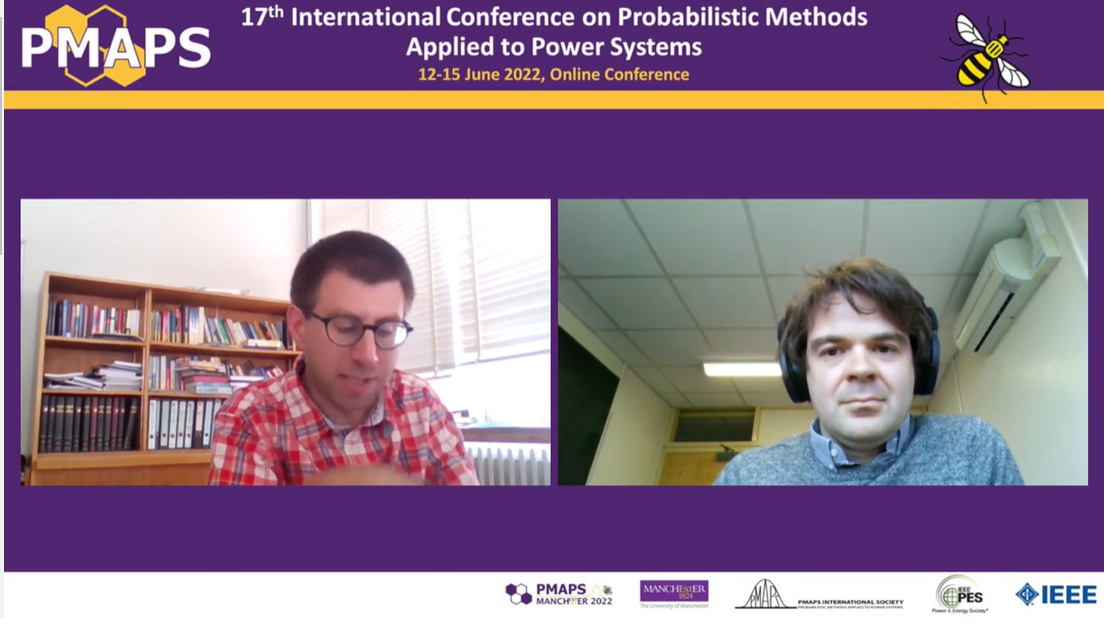 PMAPS
17th International Conference on Probabilistic Methods
Applied to Power Systems
12-15 June 2022, Online Conference
PMAPS
MANCHESTER 2022
MANCHESTER
1824
The University of Manchester
PMAPS
PMAPS INTERNATIONAL SOCIETY
PROBABILISTIC METHODS APPLIED TO POWER SYSTEMS
IEEE
PES
Power & Energy Society®
IEEE